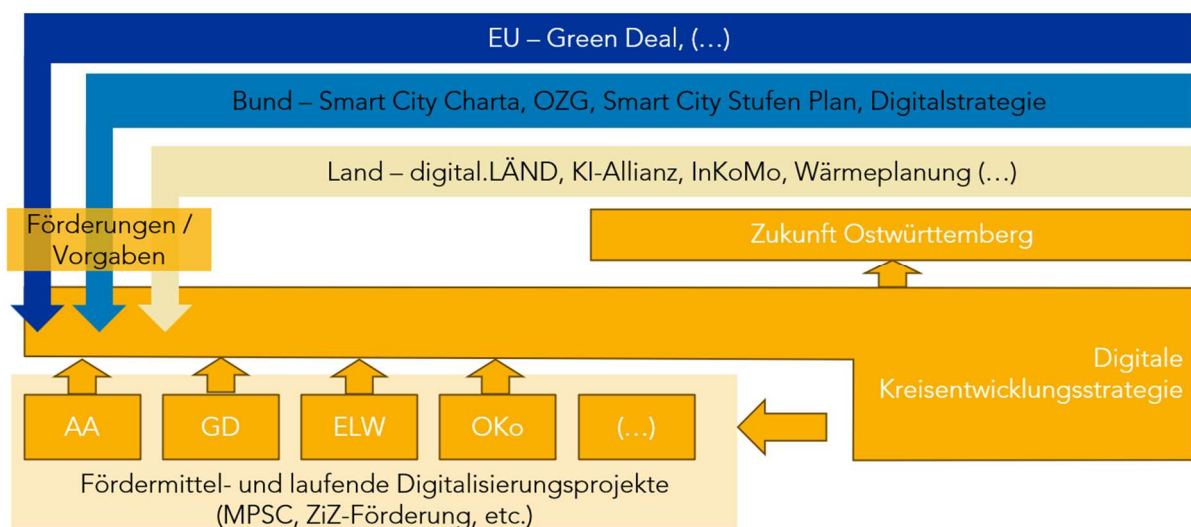 EU – Green Deal, (...)
Bund – Smart City Charta, OZG, Smart City Stufen Plan, Digitalstrategie
Land – digital.LÄND, KI-Allianz, InKoMo, Wärmeplanung (...)
Förderungen /
Vorgaben
Zukunft Ostwürttemberg
Digitale
Kreisentwicklungsstrategie
AA
GD
ELW
OKo
(...)
Fördermittel- und laufende Digitalisierungsprojekte
(MPSC, ZiZ-Förderung, etc.)